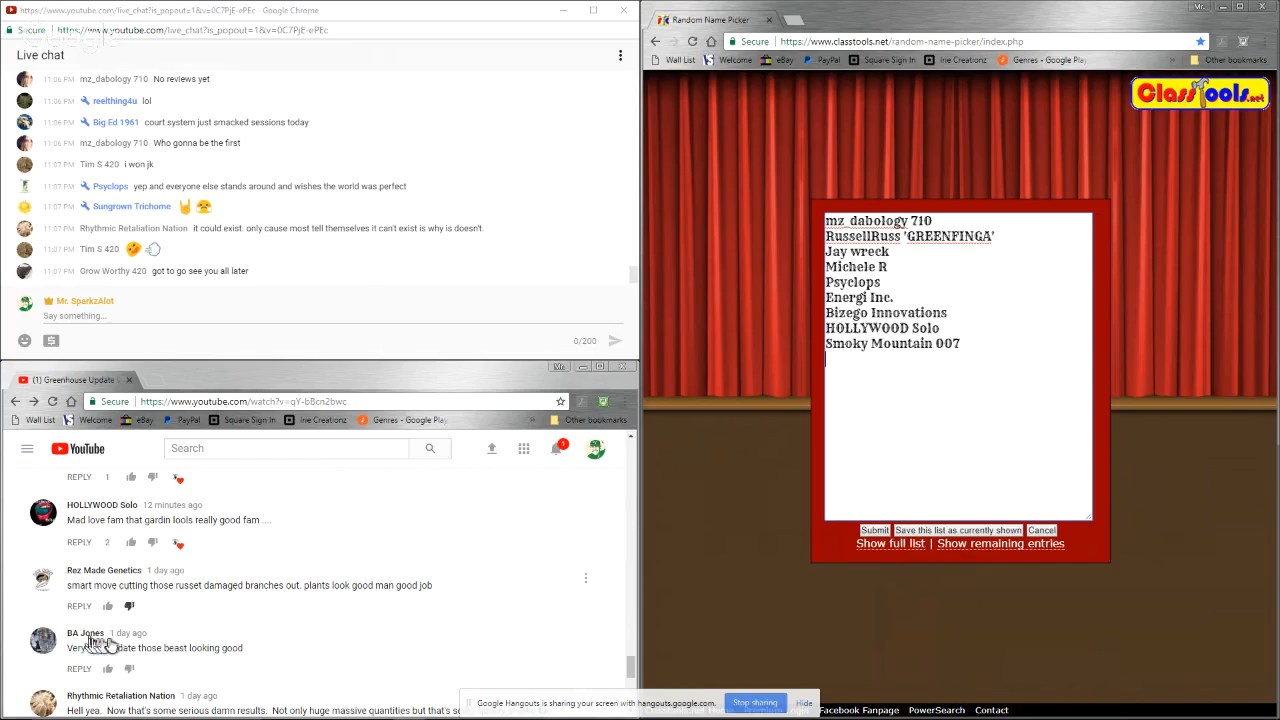 https://www.youtube.com/live_chat?is_popout=1&v=0C7PjE-ePEc - Google Chrome
Secure https://www.youtube.com/live_chat?is_popout=1&v=0C7PjE-ePEc
Live chat
11:06 PM mz_dabology 710 No reviews yet
11:06 PM reelthing4u lol
11:06 PM Big Ed 1961 court system just smacked sessions today
11:06 PM mz_dabology 710 Who gonna be the first
11:07 PM Tim S 420 i won jk
11:07 PM Psyclops yep and everyone else stands around and wishes the world was perfect
11:07 PM Sungrown Trichome
11:07 PM Rhythmic Retaliation Nation it could exist. only cause most tell themselves it can't exist is why is doesn't.
11:07 PM Tim S 420
11:07 PM Grow Worthy 420 got to go see you all later
Mr. SparkzAlot
Say something...
0/200
Mr.
(1) Greenhouse Update
Secure https://www.youtube.com/watch?v=qY-bBcn2bwc
Wall List Welcome eBay PayPal Square Sign In Irie Creationz Genres - Google Play Other bookmarks
YouTube Search 1
REPLY 1
HOLLYWOOD Solo 12 minutes ago
Mad love fam that gardin lools really good fam ....
REPLY 2
Rez Made Genetics 1 day ago
smart move cutting those russet damaged branches out. plants look good man good job
REPLY
BA Jones 1 day ago
Very date those beast looking good
REPLY
Rhythmic Retaliation Nation 1 day ago
Hell yea. Now that's some serious damn results. Not only huge massive quantities but that's
Google Hangouts is sharing your screen with hangouts.google.com. Stop sharing Hide
Mr.
Random Name Picker
Secure https://www.classtools.net/random-name-picker/index.php
Wall List Welcome eBay PayPal Square Sign In Irie Creationz Genres - Google Play Other bookmarks
ClassTools.net
mz_dabology 710
RussellRuss 'GREENFINGA'
Jay wreck
Michele R
Psyclops
Energi Inc.
Bizego Innovations
HOLLYWOOD Solo
Smoky Mountain 007
Submit Save this list as currently shown Cancel
Show full list | Show remaining entries
Facebook Fanpage PowerSearch Contact